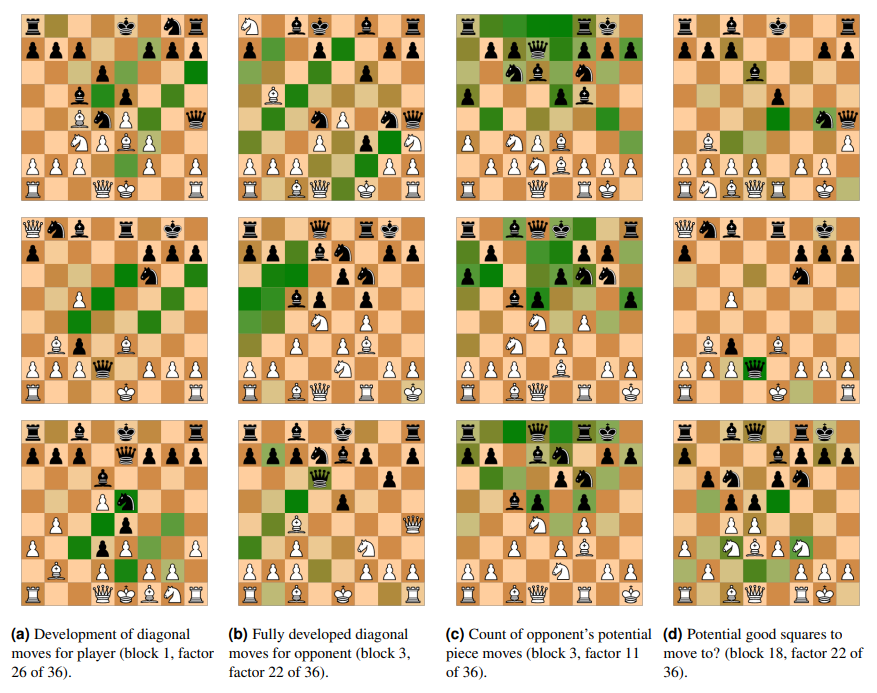 (a) Development of diagonal
moves for player (block 1, factor
26 of 36).
(b) Fully developed diagonal
moves for opponent (block 3,
factor 22 of 36).
(c) Count of opponent's potential
piece moves (block 3, factor 11
of 36).
(d) Potential good squares to
move to? (block 18, factor 22 of
36).